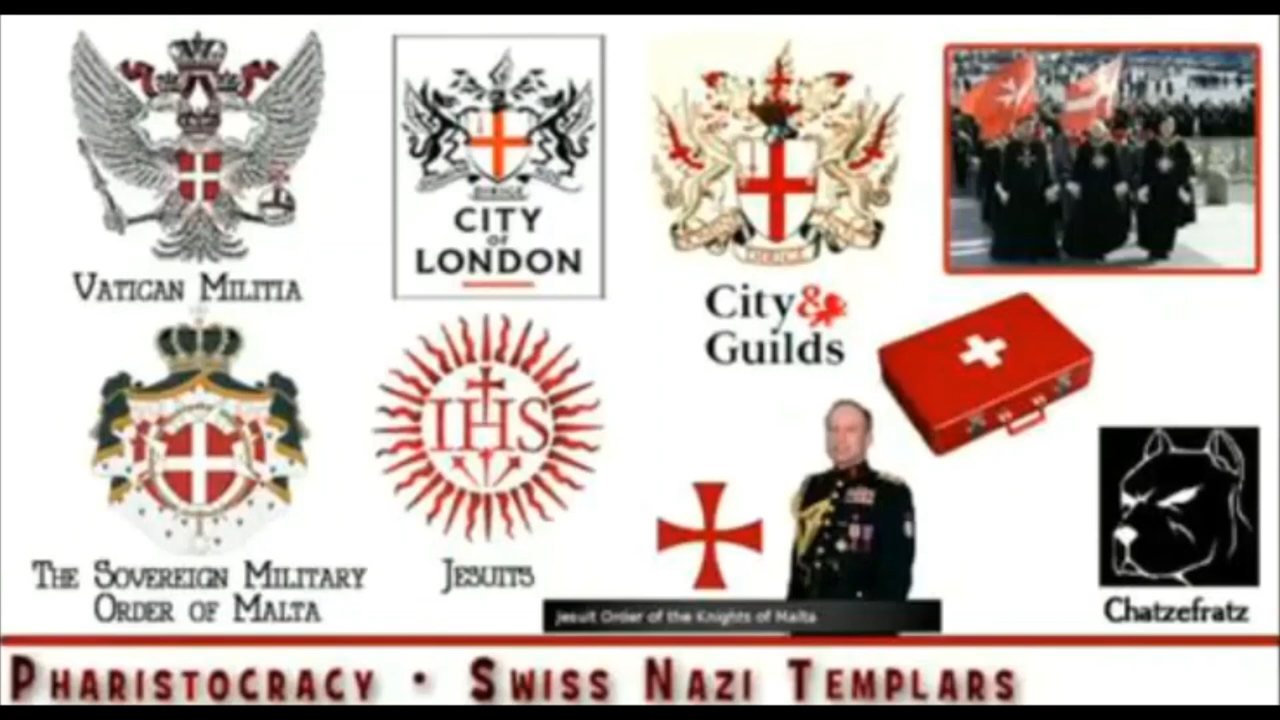 VATICAN MILITIA
CITY
OF
LONDON
City&
Guilds
THE SOVEREIGN MILITARY
ORDER OF MALTA
IHS
JESUITS
Jesuit Order of the Knights of Malta
Chatzefratz
PHARISTOCRACY · SWISS NAZI TEMPLARS